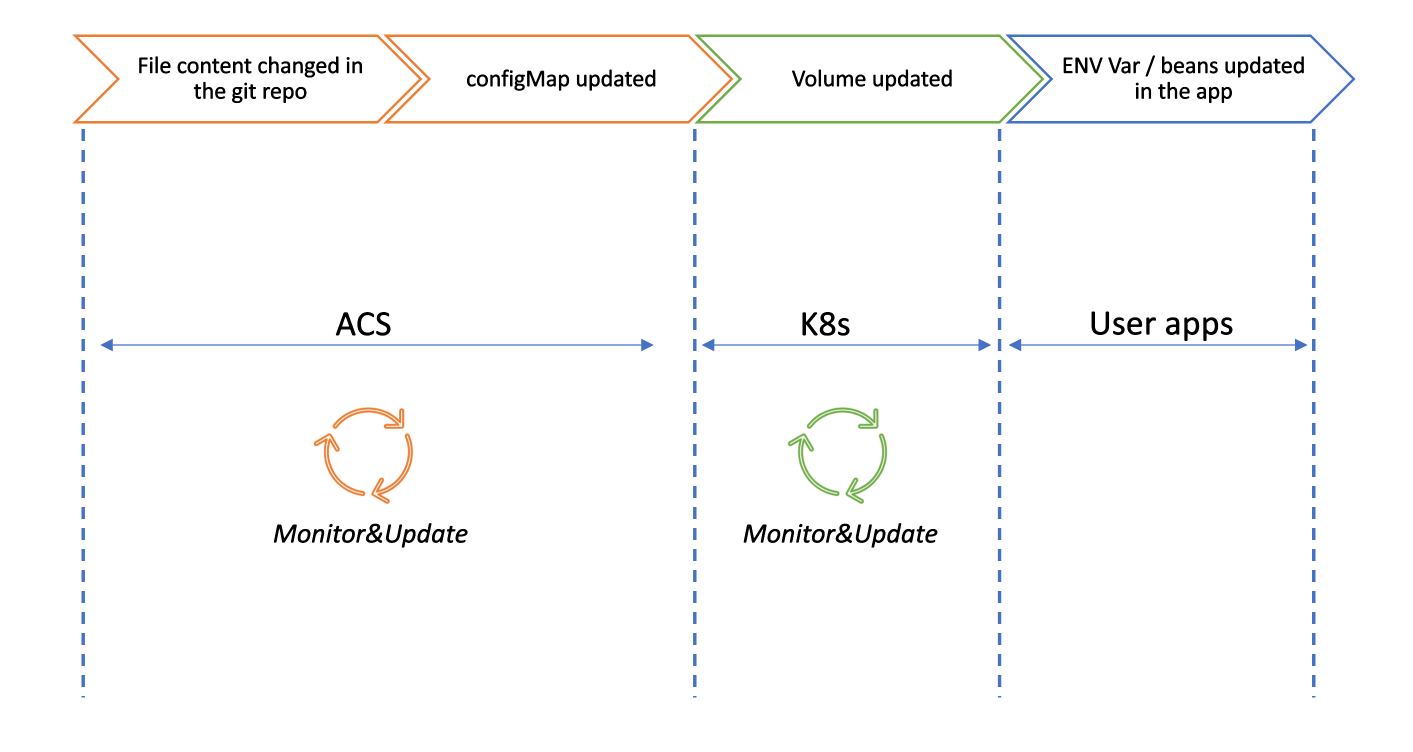 File content changed in
the git repo
configMap updated
Volume updated
ENV Var / beans updated
in the app
ACS
K8s
User apps
Monitor&Update
Monitor&Update